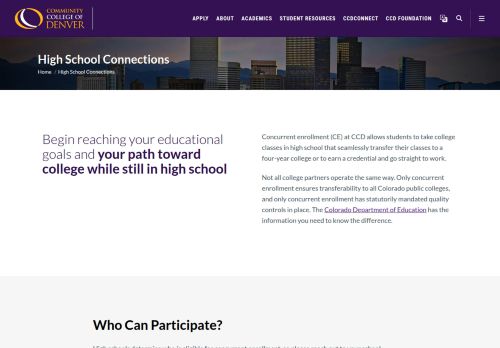 COMMUNITY
COLLEGE OF
DENVER
APPLY ABOUT ACADEMICS STUDENT RESOURCES CCDCONNECT CCD FOUNDATION
High School Connections
Home / High School Connections
Begin reaching your educational
goals and your path toward
college while still in high school
Concurrent enrollment (CE) at CCD allows students to take college
classes in high school that seamlessly transfer their classes to a
four-year college or to earn a credential and go straight to work.
Not all college partners operate the same way. Only concurrent
enrollment ensures transferability to all Colorado public colleges,
and only concurrent enrollment has statutorily mandated quality
controls in place. The Colorado Department of Education has the
information you need to know the difference.
Who Can Participate?